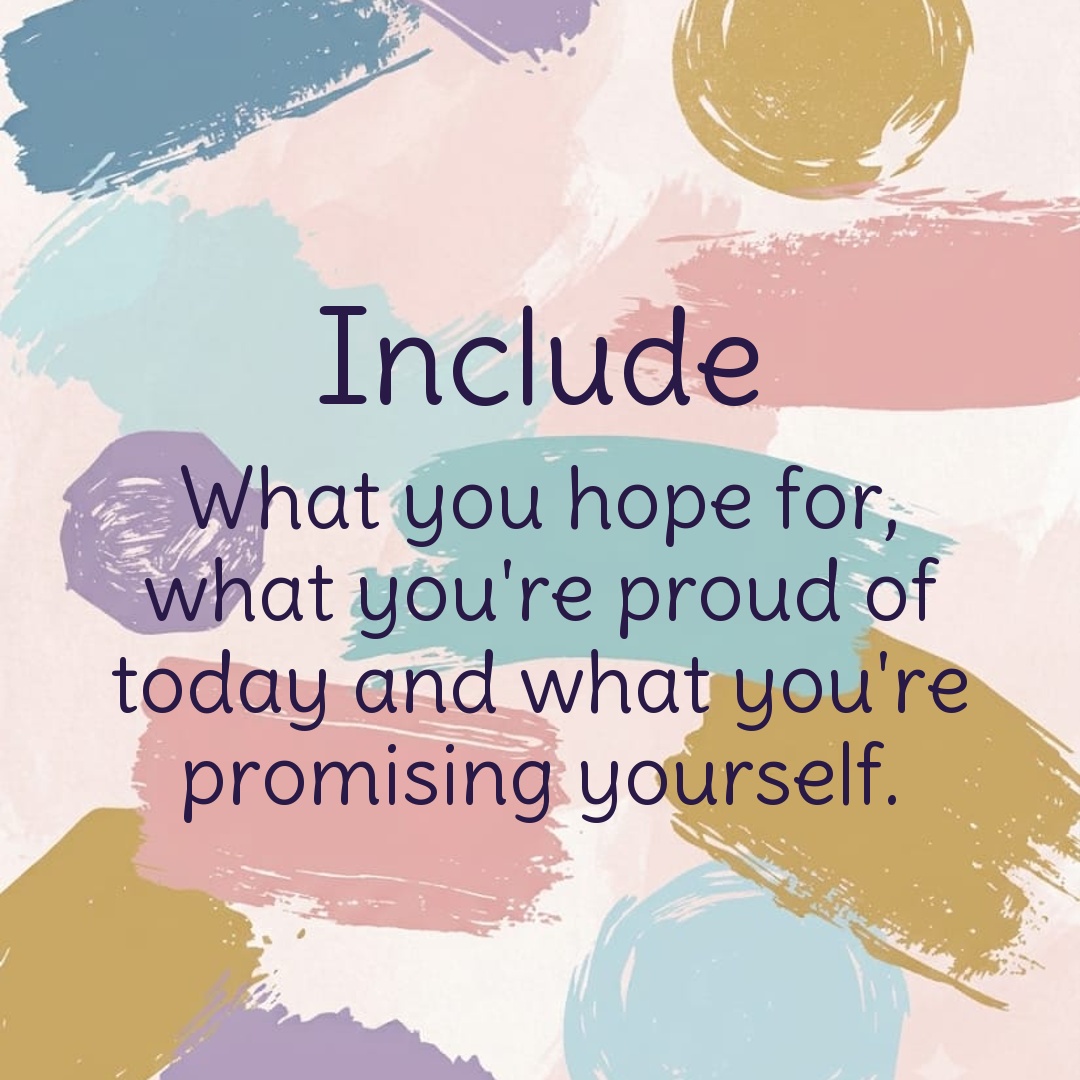 Include
What you hope for,
what you're proud of
today and what you're
promising yourself.